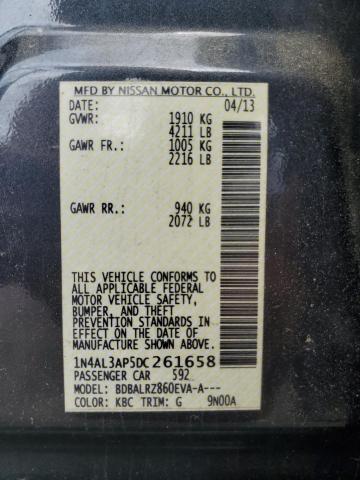 MFD BY NISSAN MOTOR CO., LTD.
DATE: 04/13
GVWR: 1910 KG
4211 LB
GAWR FR.: 1005 KG
2216 LB
GAWR RR.: 940 KG
2072 LB
THIS VEHICLE CONFORMS TO
ALL APPLICABLE FEDERAL
MOTOR VEHICLE SAFETY,
BUMPER, AND THEFT
PREVENTION STANDARDS IN
EFFECT ON THE DATE OF
MANUFACTURE SHOWN ABOVE.
1N4AL3AP5DC261658
PASSENGER CAR 592
MODEL: BDBALRZ860EVA-A---
COLOR: KBC TRIM: G 9N00A